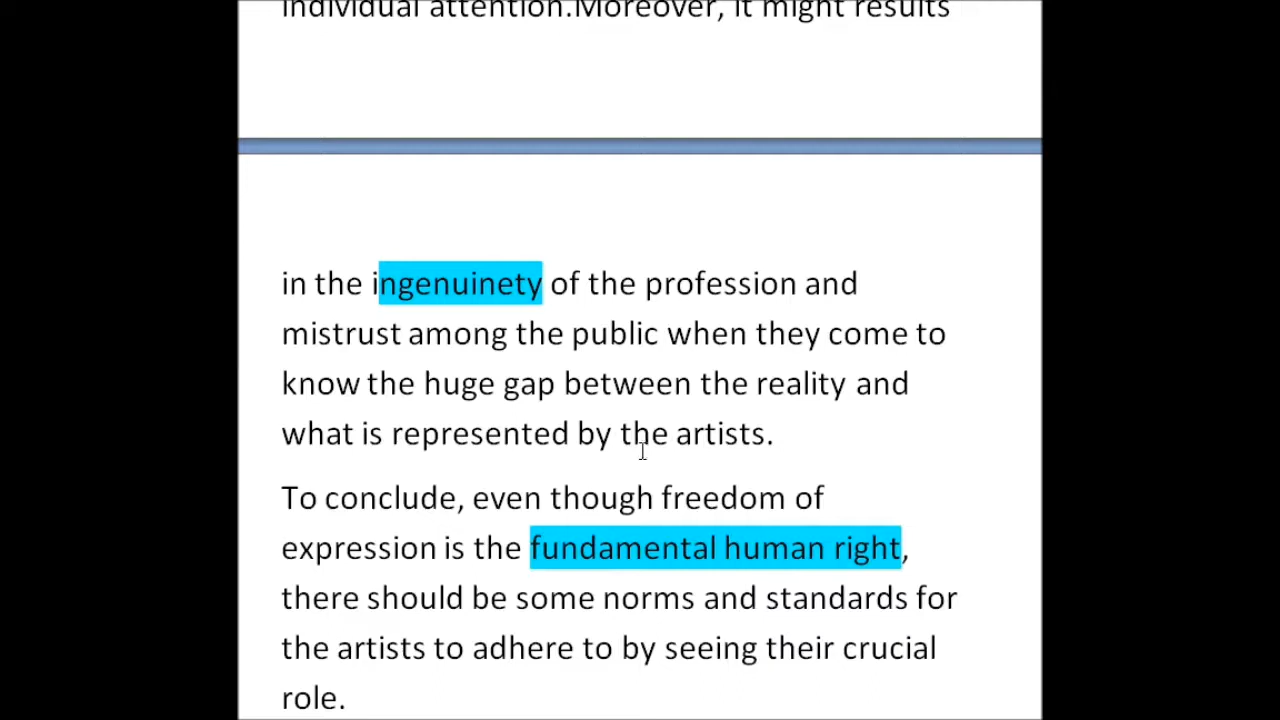 individual attention.Moreover, it might results
in the ingenuinety of the profession and
mistrust among the public when they come to
know the huge gap between the reality and
what is represented by the artists.
To conclude, even though freedom of
expression is the fundamental human right,
there should be some norms and standards for
the artists to adhere to by seeing their crucial
role.